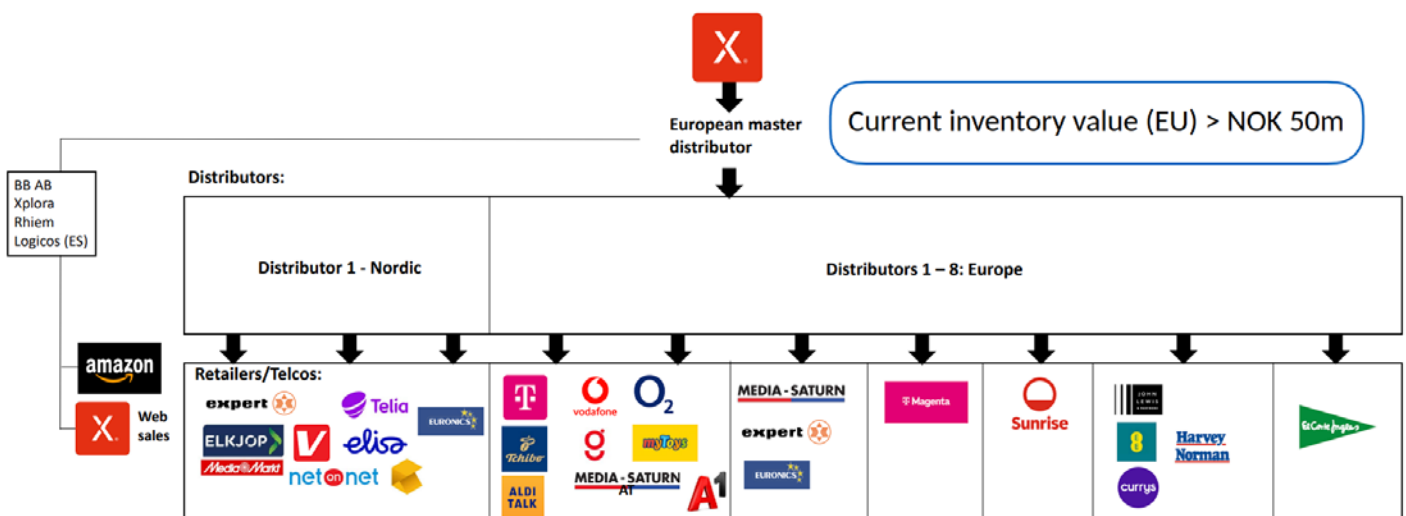 X
European master
distributor
Current inventory value (EU) > NOK 50m
BB AB
Xplora
Rhiem
Logicos (ES)
Distributors:
Distributor 1 - Nordic
Distributors 1 – 8: Europe
amazon
X
Web
sales
Retailers/Telcos:
expert
Telia
EURONICS
ELKJOP
V
elisa
Media Markt
netonnet
T
vodafone
O2
Tchibo
g
myToys
ALDI
TALK
MEDIA-SATURN
AT
A1
MEDIA-SATURN
expert
EURONICS
T Magenta
Sunrise
JOHN
LEWIS
8
Harvey
Norman
currys
El Corte Inglés